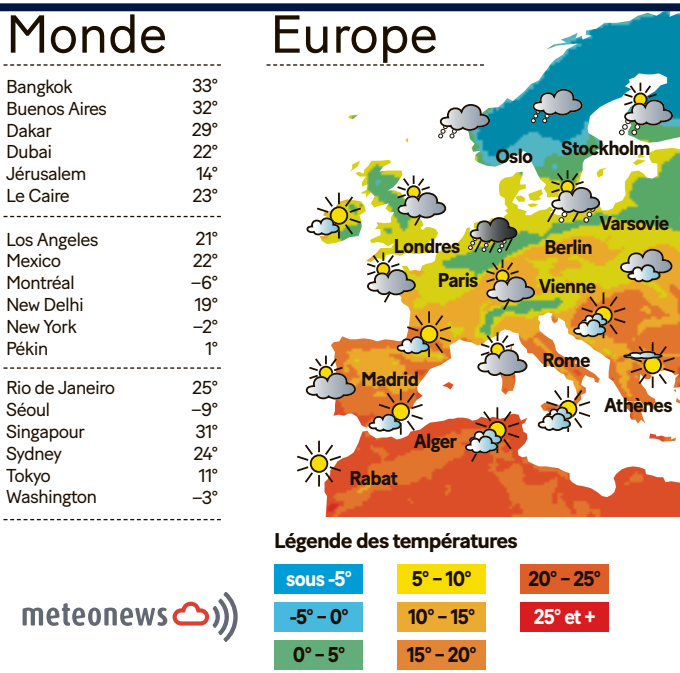 Monde
Bangkok 33°
Buenos Aires 32°
Dakar 29°
Dubai 22°
Jérusalem 14°
Le Caire 23°
Los Angeles 21°
Mexico 22°
Montréal –6°
New Delhi 19°
New York –2°
Pékin 1°
Rio de Janeiro 25°
Séoul –9°
Singapour 31°
Sydney 24°
Tokyo 11°
Washington –3°
meteonews
Europe
Oslo
Stockholm
Varsovie
Londres
Berlin
Paris
Vienne
Rome
Madrid
Athènes
Alger
Rabat
Légende des températures
sous -5° 5° – 10° 20° – 25°
-5° – 0° 10° – 15° 25° et +
0° – 5° 15° – 20°